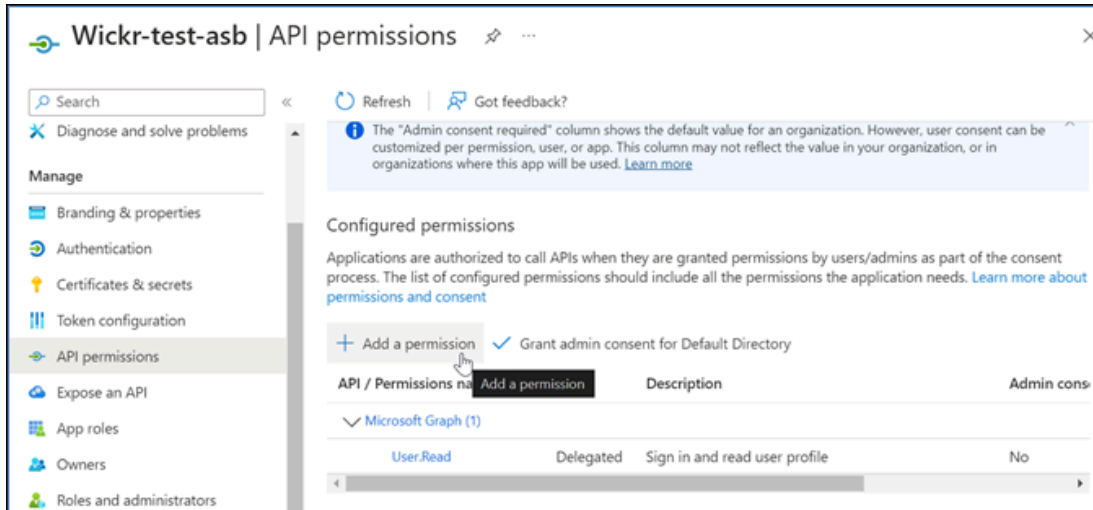 Wickr-test-asb | API permissions
Search
Refresh
Got feedback?
Diagnose and solve problems
Manage
Branding & properties
Authentication
Certificates & secrets
Token configuration
API permissions
Expose an API
App roles
Owners
Roles and administrators
The "Admin consent required" column shows the default value for an organization. However, user consent can be
customized per permission, user, or app. This column may not reflect the value in your organization, or in
organizations where this app will be used. Learn more
Configured permissions
Applications are authorized to call APIs when they are granted permissions by users/admins as part of the consent
process. The list of configured permissions should include all the permissions the application needs. Learn more about
permissions and consent
Add a permission
Grant admin consent for Default Directory
API / Permissions na
Add a permission
Description
Admin cons
Microsoft Graph (1)
User.Read
Delegated
Sign in and read user profile
No